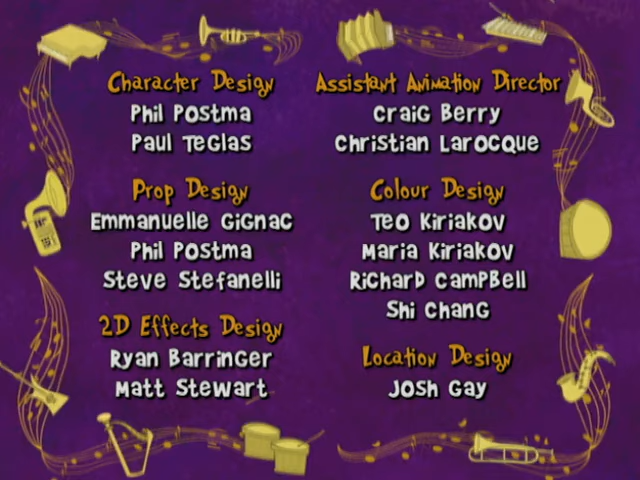 Character Design
Phil Postma
Paul Teglas
Prop Design
Emmanuelle Gignac
Phil Postma
Steve Stefanelli
2D Effects Design
Ryan Barringer
Matt Stewart
Assistant Animation Director
Craig Berry
Christian Larocque
Colour Design
Teo Kiriakov
Maria Kiriakov
Richard Campbell
Shi Chang
Location Design
Josh Gay